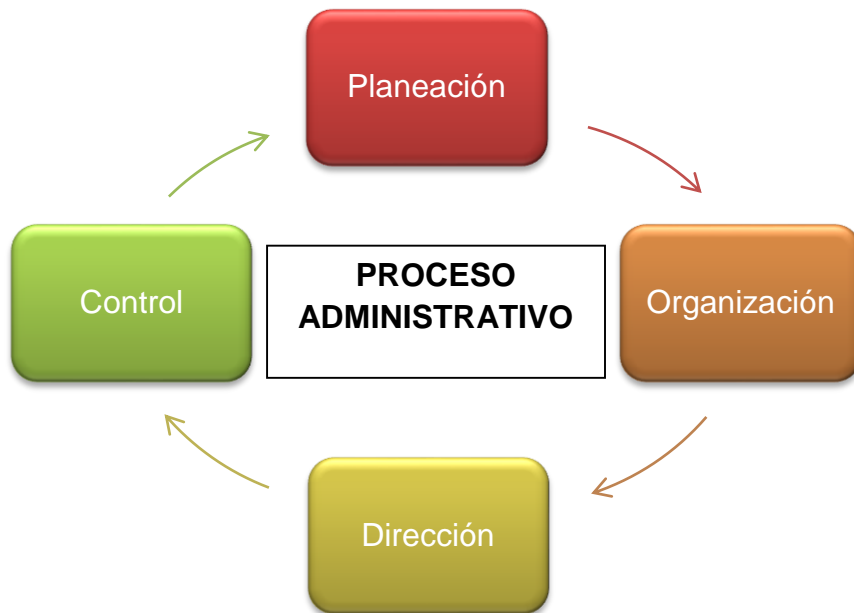 Planeación
Control
PROCESO
ADMINISTRATIVO
Organización
Dirección